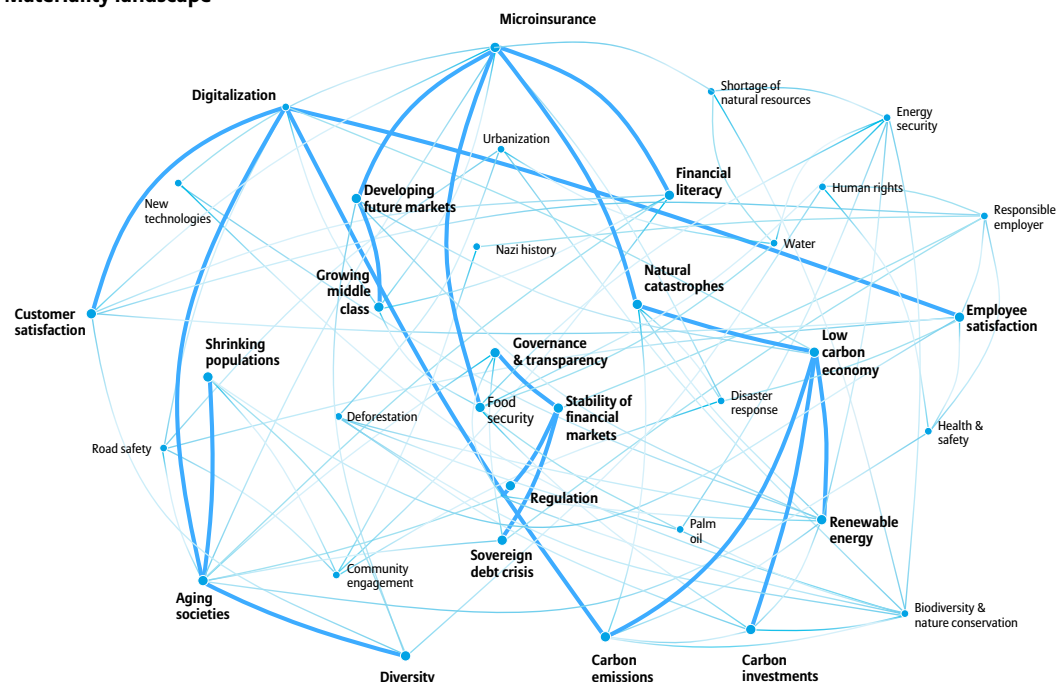 Materiality landscape
Microinsurance
Digitalization
Shortage of
natural resources
Energy
security
Urbanization
Financial
literacy
Human rights
Developing
future markets
New
technologies
Responsible
employer
Nazi history
Water
Natural
catastrophes
Growing
middle
class
Customer
satisfaction
Employee
satisfaction
Shrinking
populations
Governance
& transparency
Low
carbon
economy
Food
security
Stability of
financial
markets
Disaster
response
Deforestation
Health &
safety
Road safety
Regulation
Palm
oil
Renewable
energy
Sovereign
debt crisis
Community
engagement
Aging
societies
Biodiversity &
nature conservation
Carbon
emissions
Carbon
investments
Diversity